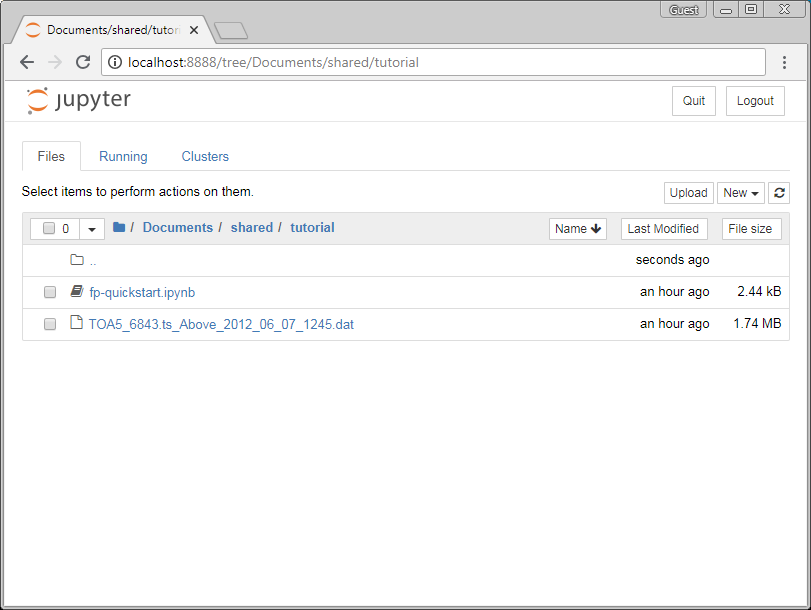 Guest
Documents/shared/tutori
localhost:8888/tree/Documents/shared/tutorial
jupyter
Quit
Logout
Files
Running
Clusters
Select items to perform actions on them.
Upload
New
0
/ Documents / shared / tutorial
Name
Last Modified
File size
..
seconds ago
fp-quickstart.ipynb
an hour ago
2.44 kB
TOA5_6843.ts_Above_2012_06_07_1245.dat
an hour ago
1.74 MB